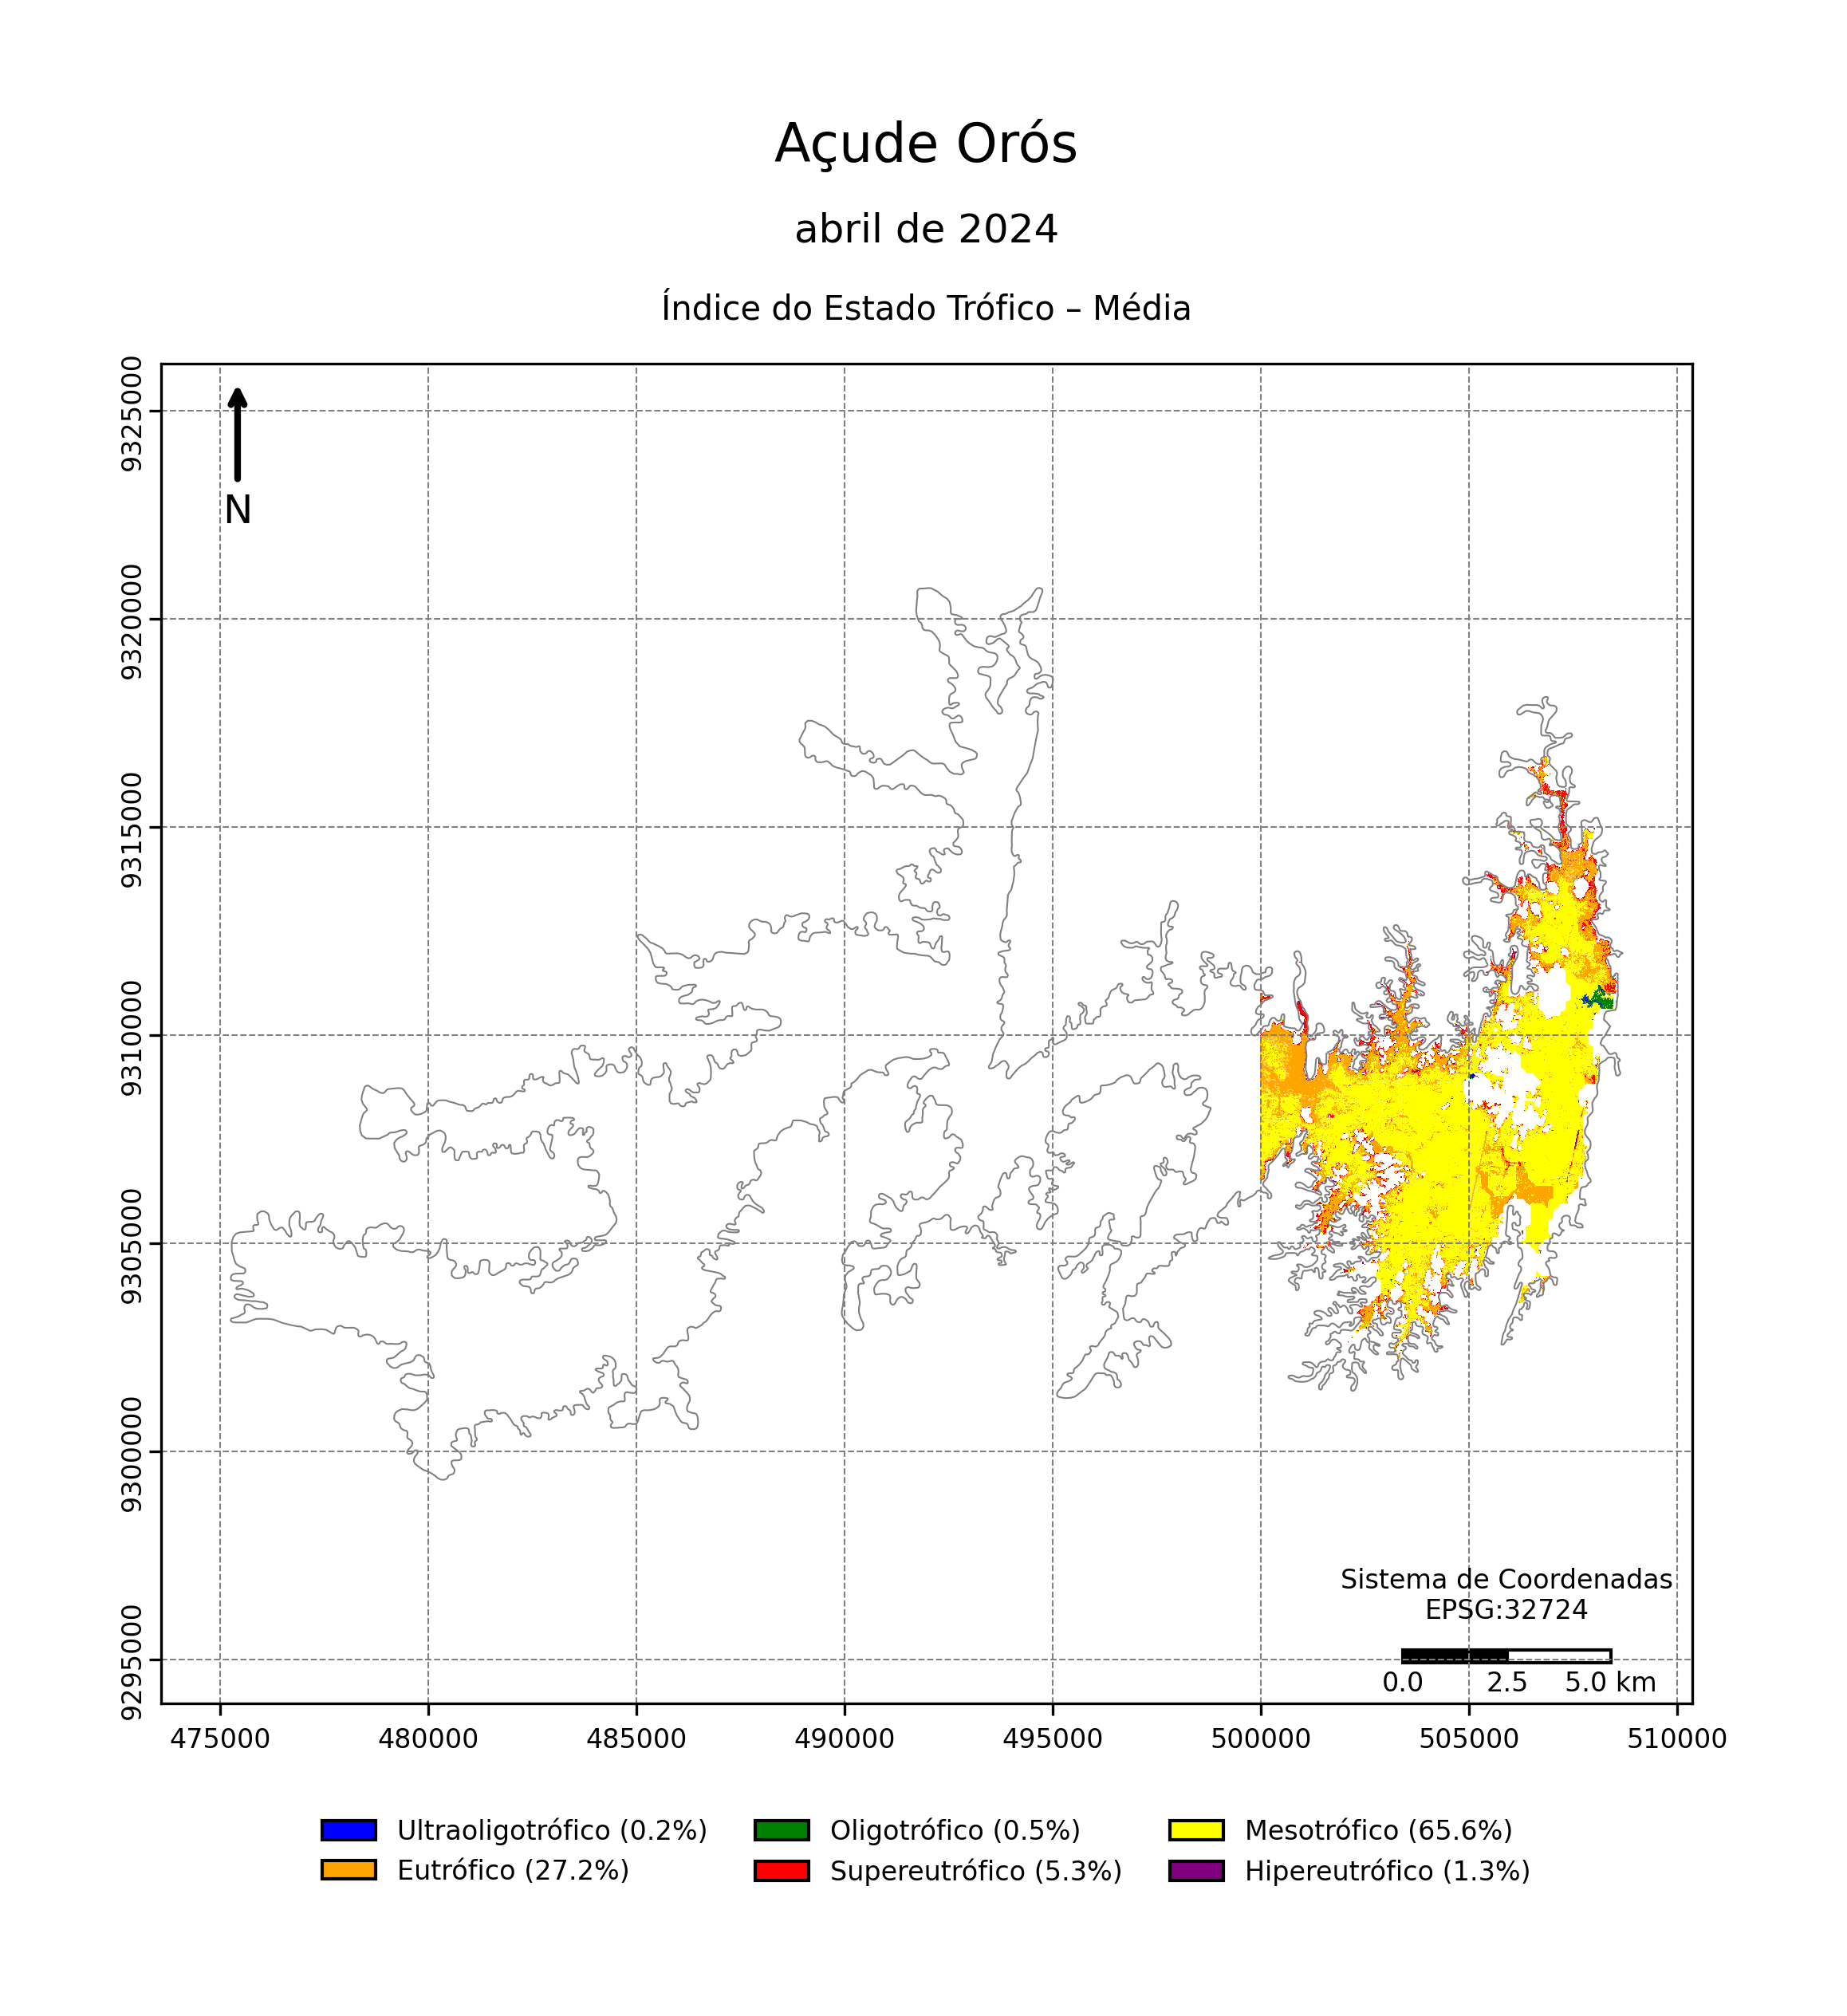 Açude Orós
abril de 2024
Índice do Estado Trófico – Média
9325000
9320000
9315000
9310000
9305000
9300000
9295000
N
Sistema de Coordenadas
EPSG:32724
0.0 2.5 5.0 km
475000 480000 485000 490000 495000 500000 505000 510000
Ultraoligotrófico (0.2%) Oligotrófico (0.5%) Mesotrófico (65.6%)
Eutrófico (27.2%) Supereutrófico (5.3%) Hipereutrófico (1.3%)